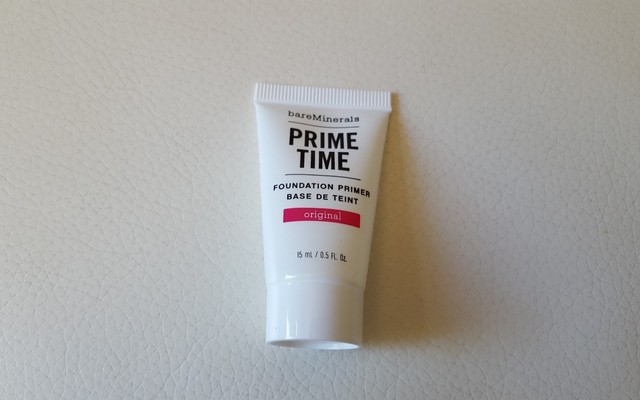 bareMinerals
PRIME
TIME
FOUNDATION PRIMER
BASE DE TEINT
original
15 ml / 0.5 FL. Oz.